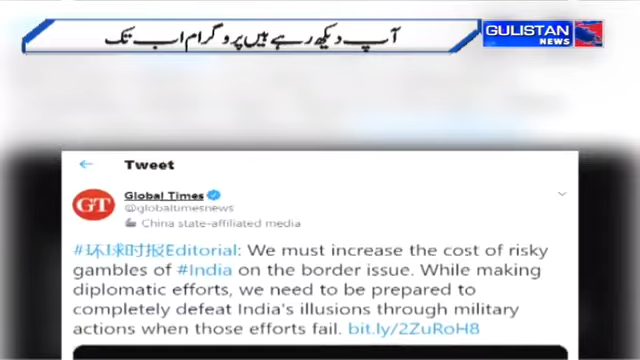 آپ دیکھ رہے ہیں پروگرام اب تک
GULISTAN
NEWS
Tweet
GT
Global Times
@globaltimesnews
China state-affiliated media
#环球时报Editorial: We must increase the cost of risky
gambles of #India on the border issue. While making
diplomatic efforts, we need to be prepared to
completely defeat India's illusions through military
actions when those efforts fail. bit.ly/2ZuRoH8